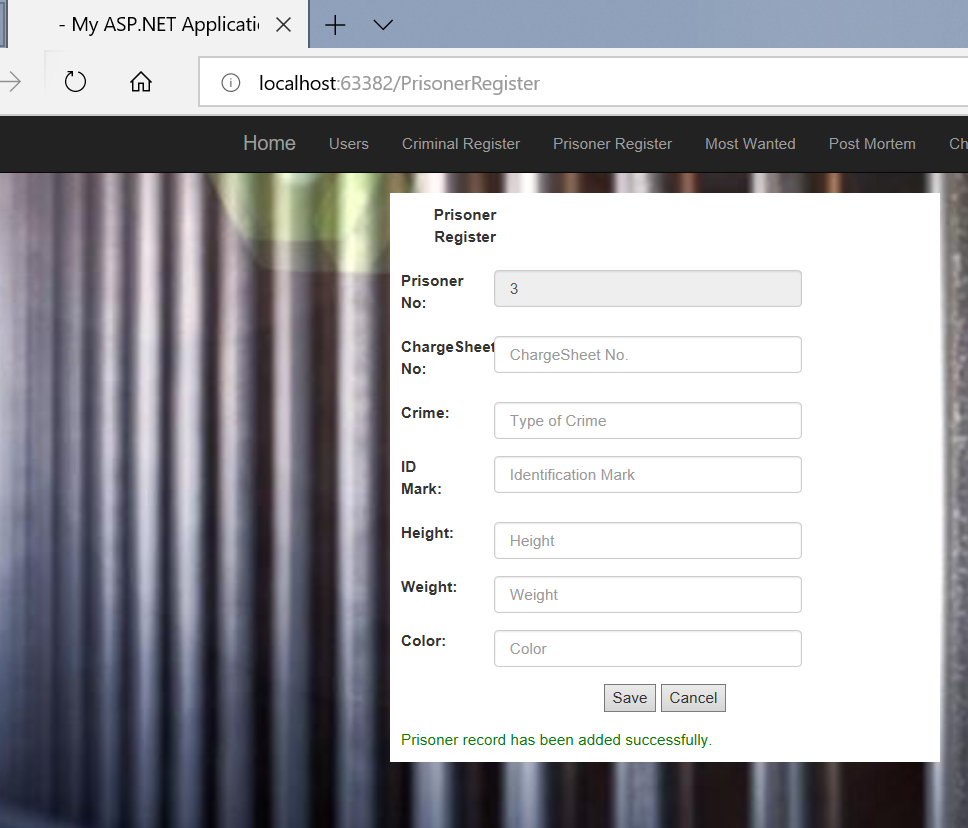 - My ASP.NET Applicati
localhost:63382/PrisonerRegister
Home Users Criminal Register Prisoner Register Most Wanted Post Mortem Ch
Prisoner
Register
Prisoner
No:
3
ChargeSheet
No:
ChargeSheet No.
Crime:
Type of Crime
ID
Mark:
Identification Mark
Height:
Height
Weight:
Weight
Color:
Color
Save Cancel
Prisoner record has been added successfully.